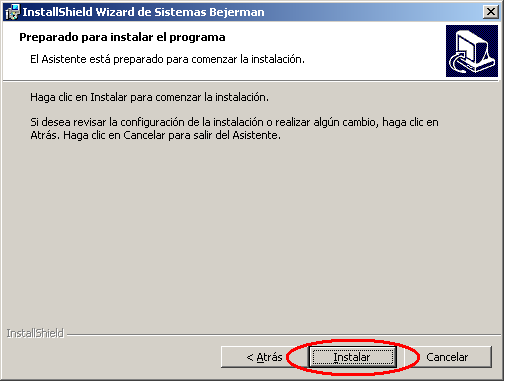 InstallShield Wizard de Sistemas Bejerman
Preparado para instalar el programa
El Asistente está preparado para comenzar la instalación.
Haga clic en Instalar para comenzar la instalación.
Si desea revisar la configuración de la instalación o realizar algún cambio, haga clic en
Atrás. Haga clic en Cancelar para salir del Asistente.
InstallShield
< Atrás
Instalar
Cancelar